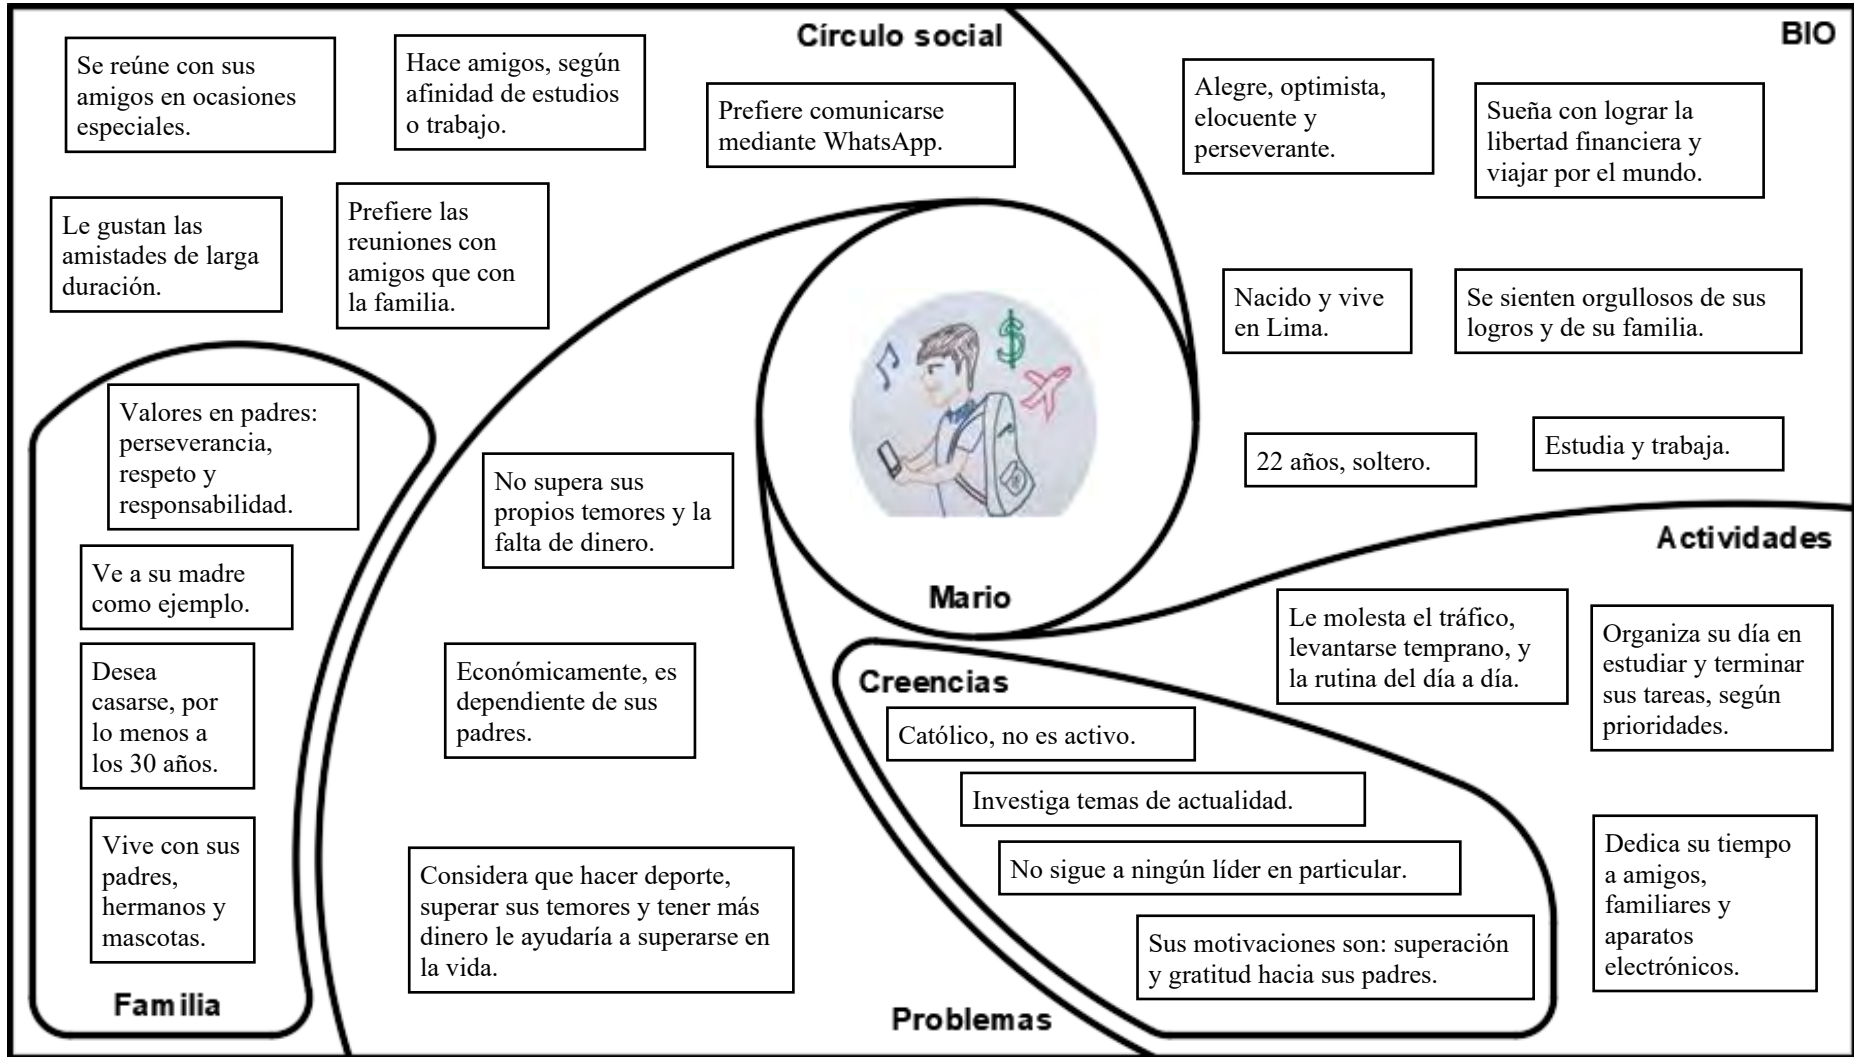 Círculo social
Se reúne con sus
amigos en ocasiones
especiales.
Hace amigos, según
afinidad de estudios
o trabajo.
Prefiere comunicarse
mediante WhatsApp.
Le gustan las
amistades de larga
duración.
Prefiere las
reuniones con
amigos que con
la familia.
BIO
Alegre, optimista,
elocuente y
perseverante.
Sueña con lograr la
libertad financiera y
viajar por el mundo.
Nacido y vive
en Lima.
Se sienten orgullosos de sus
logros y de su familia.
22 años, soltero.
Estudia y trabaja.
$
Mario
Valores en padres:
perseverancia,
respeto y
responsabilidad.
Ve a su madre
como ejemplo.
Desea
casarse, por
lo menos a
los 30 años.
Vive con sus
padres,
hermanos y
mascotas.
Familia
No supera sus
propios temores y la
falta de dinero.
Económicamente, es
dependiente de sus
padres.
Considera que hacer deporte,
superar sus temores y tener más
dinero le ayudaría a superarse en
la vida.
Problemas
Creencias
Católico, no es activo.
Investiga temas de actualidad.
No sigue a ningún líder en particular.
Sus motivaciones son: superación
y gratitud hacia sus padres.
Actividades
Le molesta el tráfico,
levantarse temprano, y
la rutina del día a día.
Organiza su día en
estudiar y terminar
sus tareas, según
prioridades.
Dedica su tiempo
a amigos,
familiares y
aparatos
electrónicos.